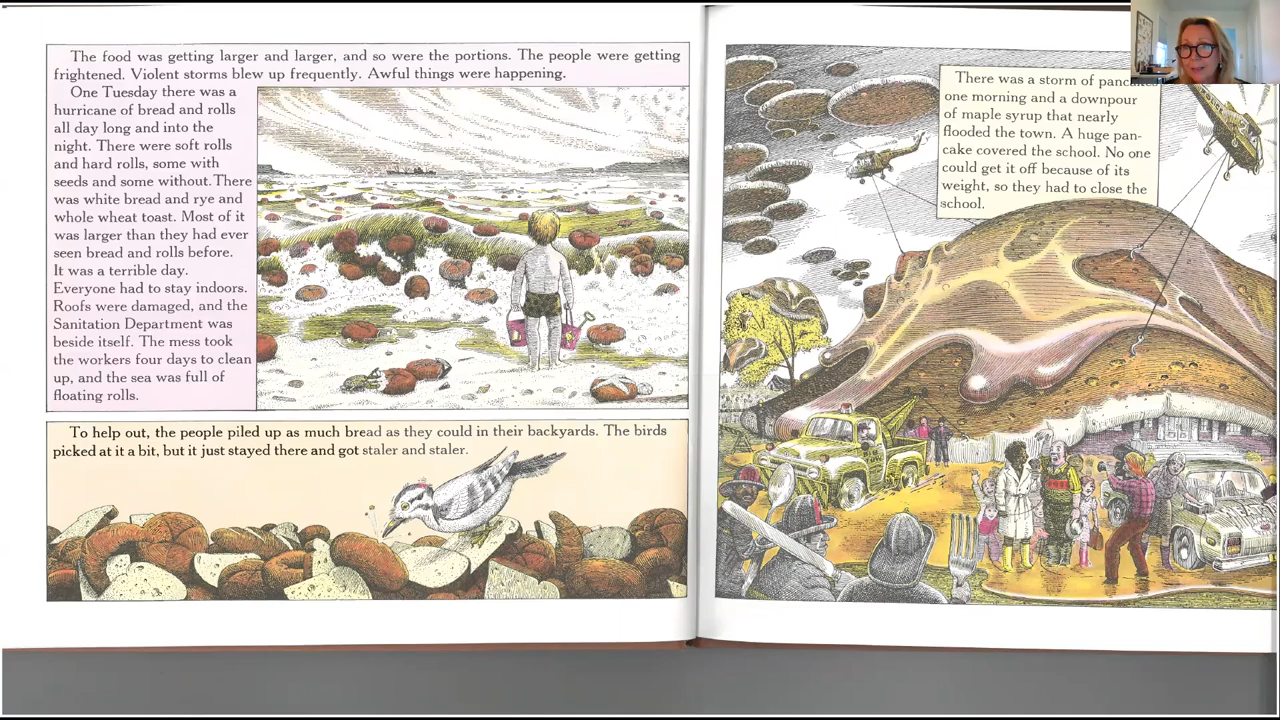 The food was getting larger and larger, and so were the portions. The people were getting
frightened. Violent storms blew up frequently. Awful things were happening.
One Tuesday there was a
hurricane of bread and rolls
all day long and into the
night. There were soft rolls
and hard rolls, some with
seeds and some without. There
was white bread and rye and
whole wheat toast. Most of it
was larger than they had ever
seen bread and rolls before.
It was a terrible day.
Everyone had to stay indoors.
Roofs were damaged, and the
Sanitation Department was
beside itself. The mess took
the workers four days to clean
up, and the sea was full of
floating rolls.
To help out, the people piled up as much bread as they could in their backyards. The birds
picked at it a bit, but it just stayed there and got staler and staler.
There was a storm of
one morning and a downpour
of maple syrup that nearly
flooded the town. A huge pan-
cake covered the school. No one
could get it off because of its
weight, so they had to close the
school.